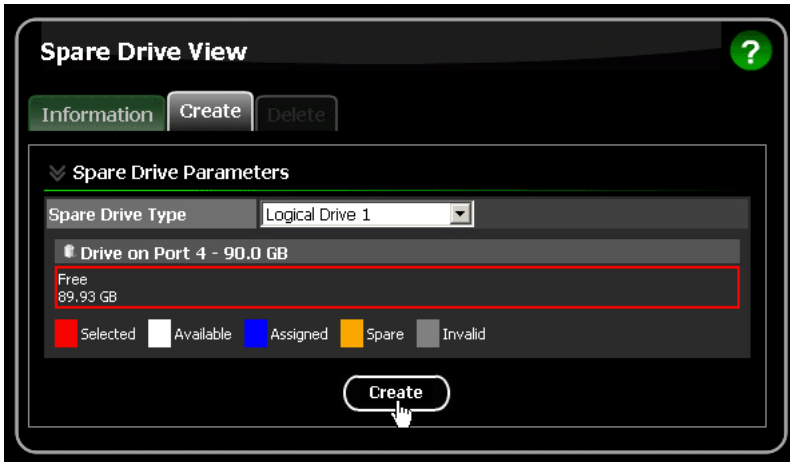 Spare Drive View
?
Information Create Delete
Spare Drive Parameters
Spare Drive Type Logical Drive 1
Drive on Port 4 - 90.0 GB
Free
89.93 GB
Selected Available Assigned Spare Invalid
Create